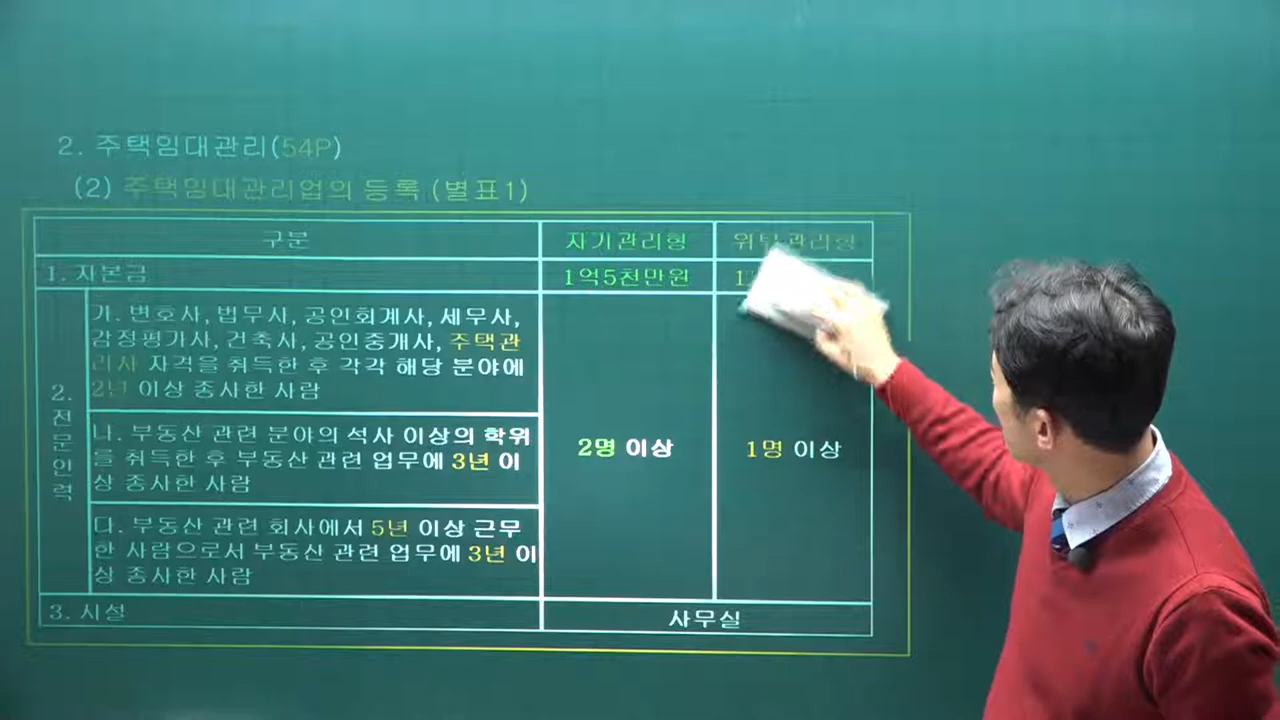 2. 주택임대관리(54P)
(2) 주택임대관리업의 등록 (별표1)
구분 자기관리형 위탁관리형
1. 자본금 1억5천만원
2. 전문인력
가. 변호사, 법무사, 공인회계사, 세무사,
감정평가사, 건축사, 공인중개사, 주택관
리사 자격을 취득한 후 각각 해당 분야에
2년 이상 종사한 사람
나. 부동산 관련 분야의 석사 이상의 학위
를 취득한 후 부동산 관련 업무에 3년 이
상 종사한 사람
다. 부동산 관련 회사에서 5년 이상 근무
한 사람으로서 부동산 관련 업무에 3년 이
상 종사한 사람
2명 이상 1명 이상
3. 시설 사무실